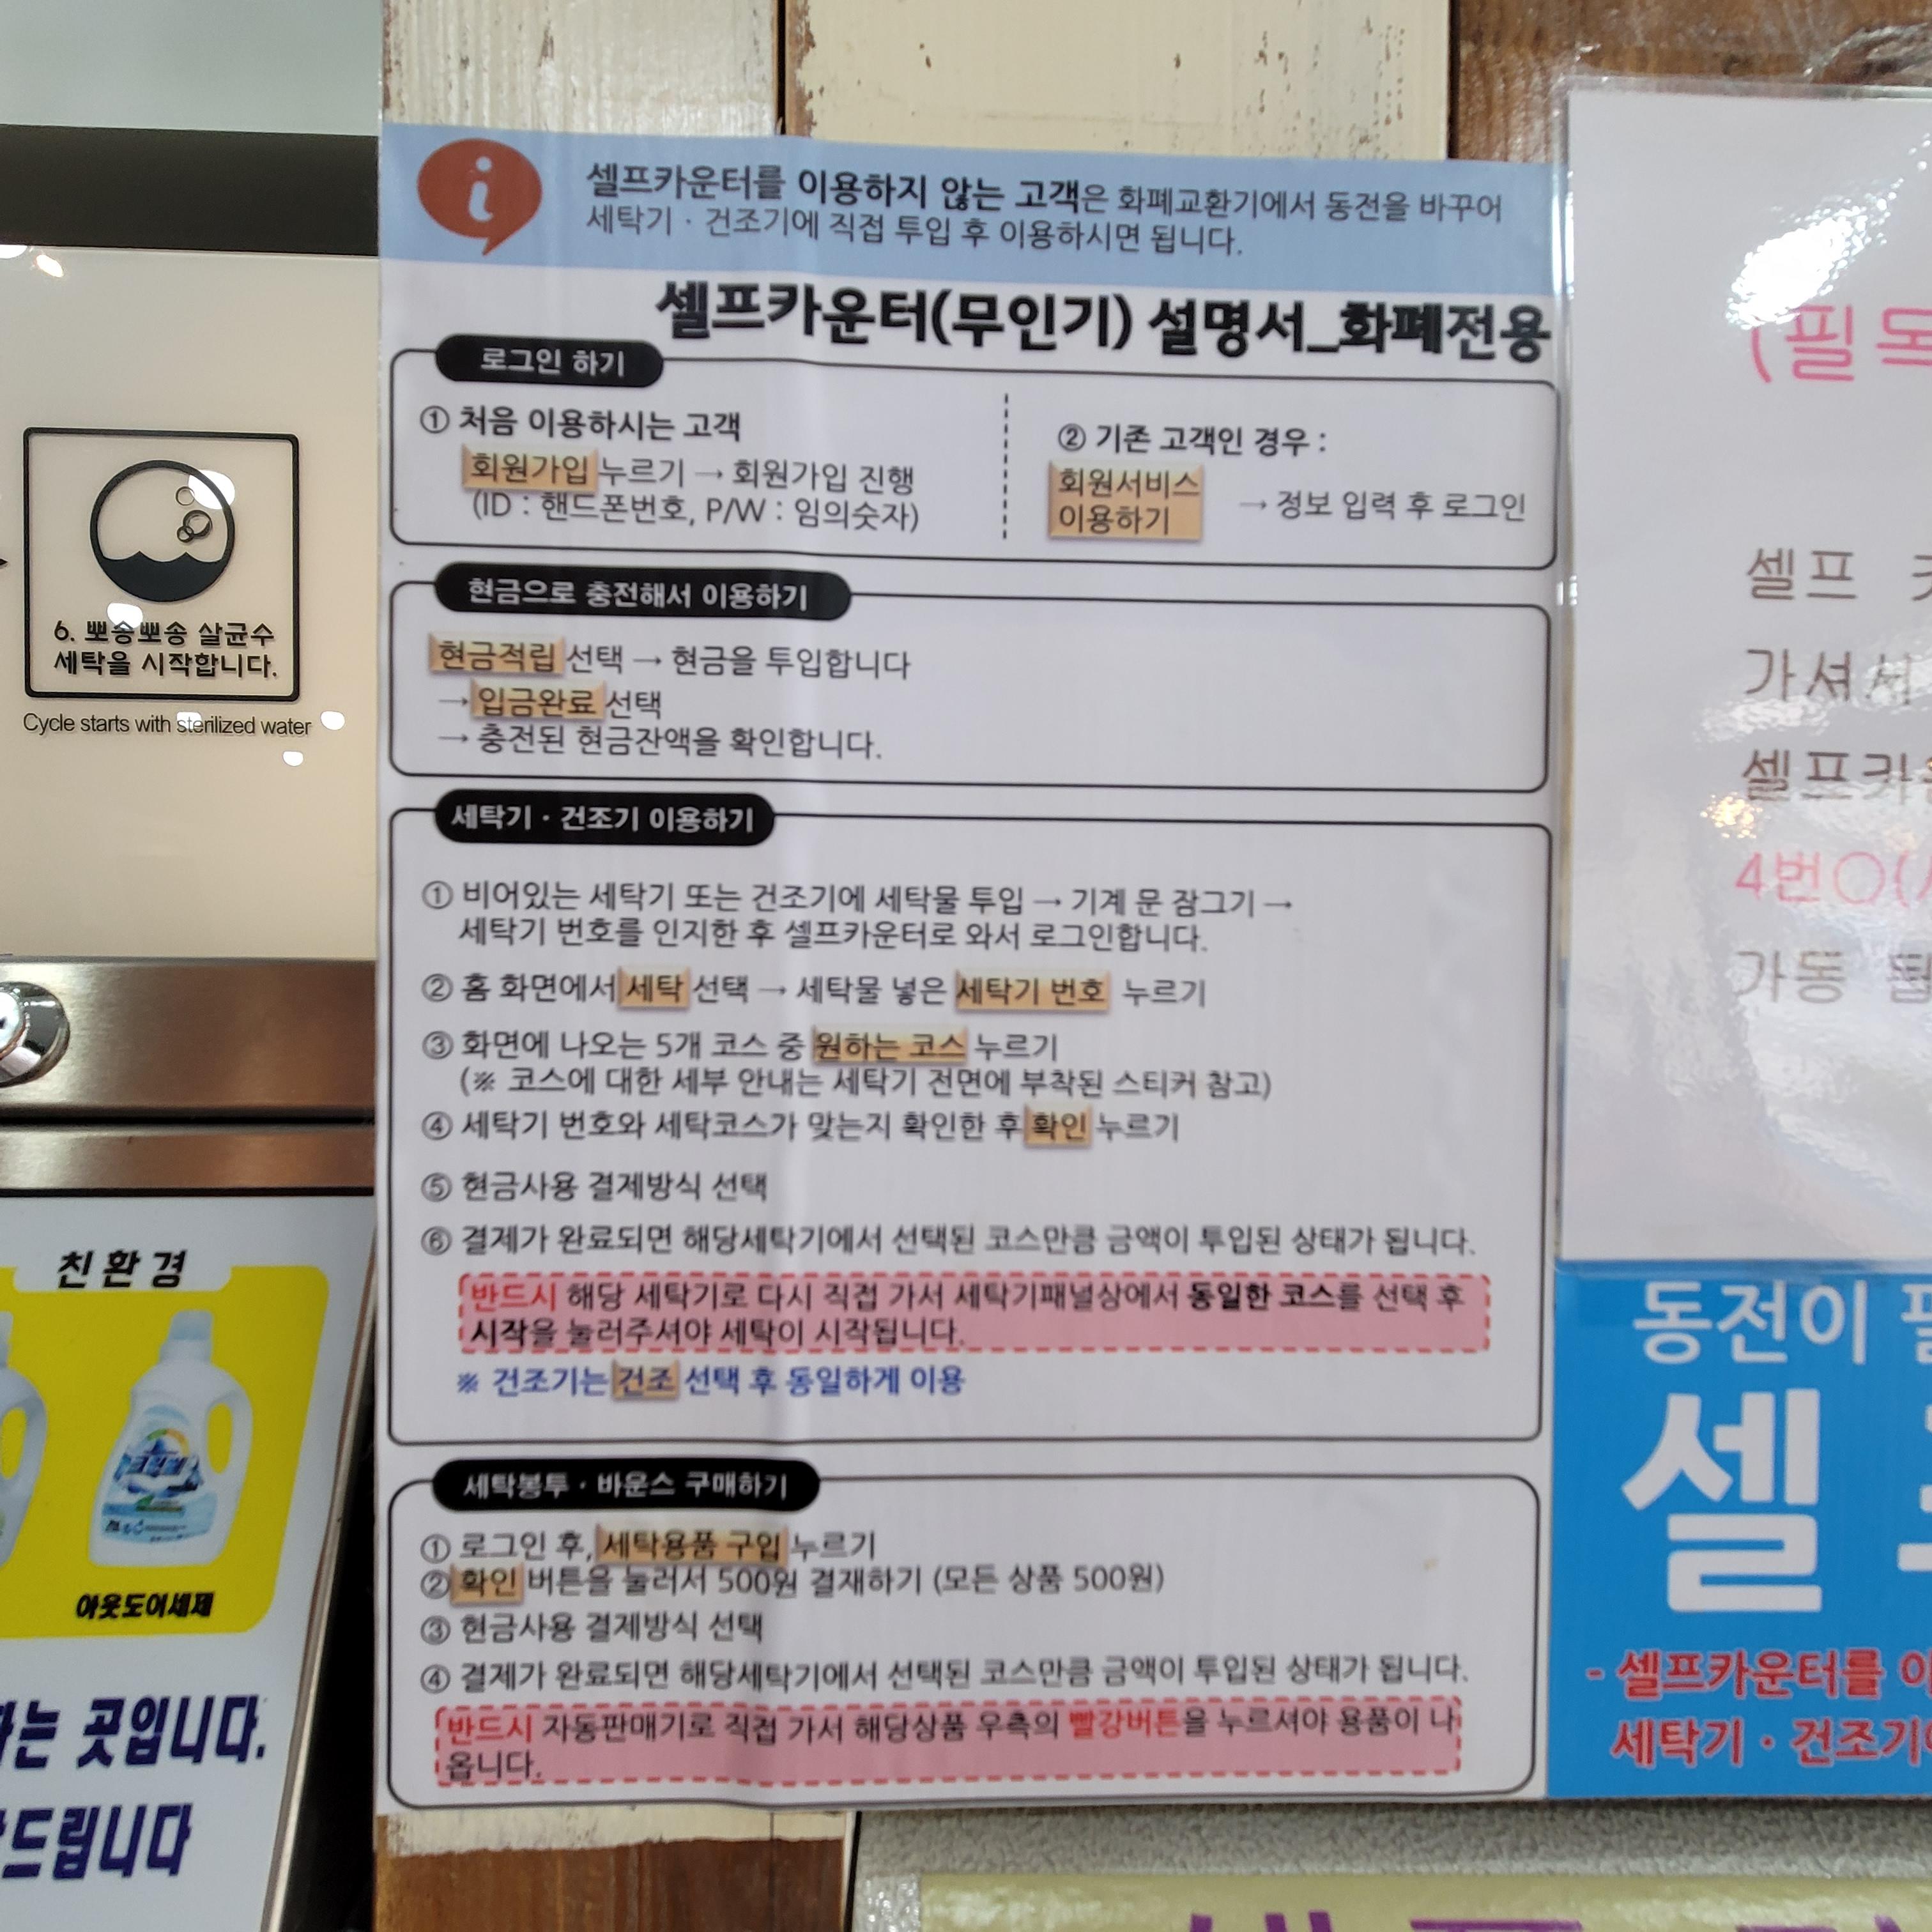 셀프카운터를 이용하지 않는 고객은 화폐교환기에서 동전을 바꾸어
세탁기 · 건조기에 직접 투입 후 이용하시면 됩니다.
셀프카운터(무인기) 설명서_화폐전용
로그인 하기
① 처음 이용하시는 고객
회원가입 누르기 → 회원가입 진행
(ID : 핸드폰번호, P/W : 임의숫자)
② 기존 고객인 경우 :
회원서비스
이용하기 → 정보 입력 후 로그인
현금으로 충전해서 이용하기
현금적립 선택 → 현금을 투입합니다
→ 입금완료 선택
→ 충전된 현금잔액을 확인합니다.
세탁기 · 건조기 이용하기
① 비어있는 세탁기 또는 건조기에 세탁물 투입 → 기계 문 잠그기 →
세탁기 번호를 인지한 후 셀프카운터로 와서 로그인합니다.
② 홈 화면에서 세탁 선택 → 세탁물 넣은 세탁기 번호 누르기
③ 화면에 나오는 5개 코스 중 원하는 코스 누르기
(※ 코스에 대한 세부 안내는 세탁기 전면에 부착된 스티커 참고)
④ 세탁기 번호와 세탁코스가 맞는지 확인한 후 확인 누르기
⑤ 현금사용 결제방식 선택
⑥ 결제가 완료되면 해당세탁기에서 선택된 코스만큼 금액이 투입된 상태가 됩니다.
반드시 해당 세탁기로 다시 직접 가서 세탁기패널상에서 동일한 코스를 선택 후
시작을 눌러주셔야 세탁이 시작됩니다.
※ 건조기는 건조 선택 후 동일하게 이용
세탁봉투 · 바운스 구매하기
① 로그인 후, 세탁용품 구입 누르기
② 확인 버튼을 눌러서 500원 결재하기 (모든 상품 500원)
③ 현금사용 결제방식 선택
④ 결제가 완료되면 해당세탁기에서 선택된 코스만큼 금액이 투입된 상태가 됩니다.
반드시 자동판매기로 직접 가서 해당상품 우측의 빨강버튼을 누르셔야 용품이 나
옵니다.
6. 뽀송뽀송 살균수
세탁을 시작합니다.
Cycle starts with sterilized water
친환경
아웃도어세제
하는 곳입니다.
드립니다
(필
셀프
가셔서
셀프카운
4번○(
가동
동전이
셀
- 셀프카운터를 이
세탁기 · 건조기에